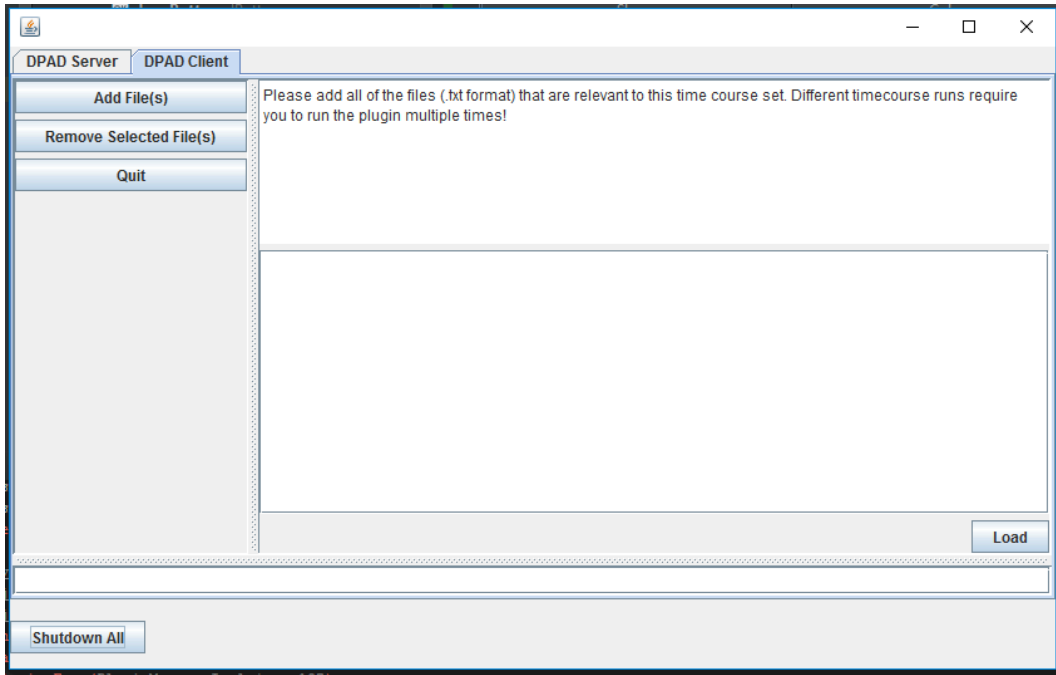 DPAD Server
DPAD Client
Add File(s)
Remove Selected File(s)
Quit
Please add all of the files (.txt format) that are relevant to this time course set. Different timecourse runs require
you to run the plugin multiple times!
Load
Shutdown All